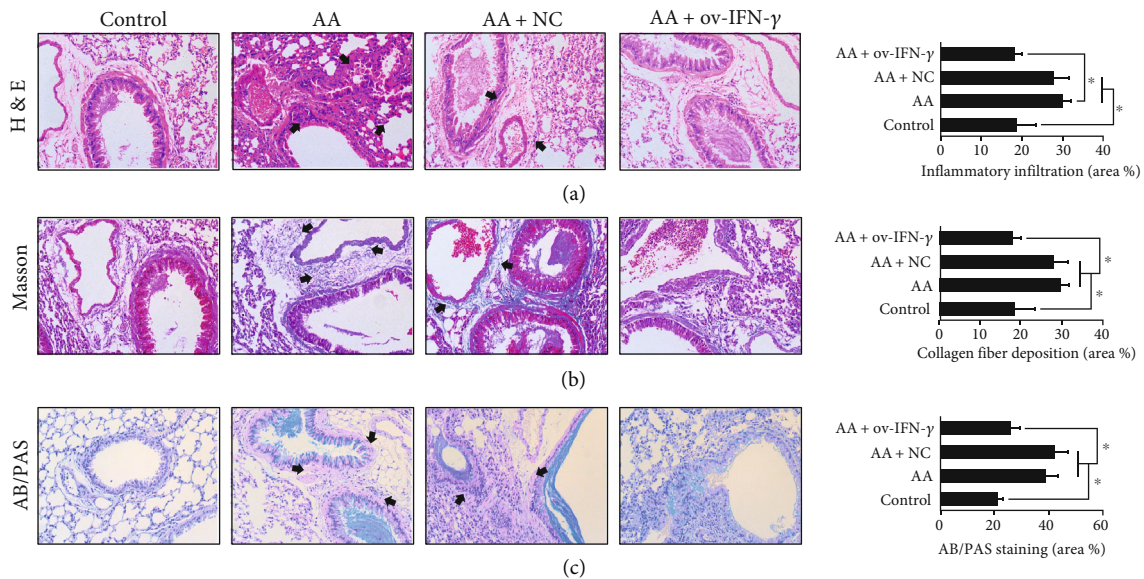 Control AA AA + NC AA + ov-IFN-γ
H & E
AA + ov-IFN-γ
AA + NC
AA
Control
* *
0 10 20 30 40
Inflammatory infiltration (area %)
(a)
Masson
AA + ov-IFN-γ
AA + NC
AA
Control
* *
0 10 20 30 40
Collagen fiber deposition (area %)
(b)
AB/PAS
AA + ov-IFN-γ
AA + NC
AA
Control
* *
0 20 40 60
AB/PAS staining (area %)
(c)